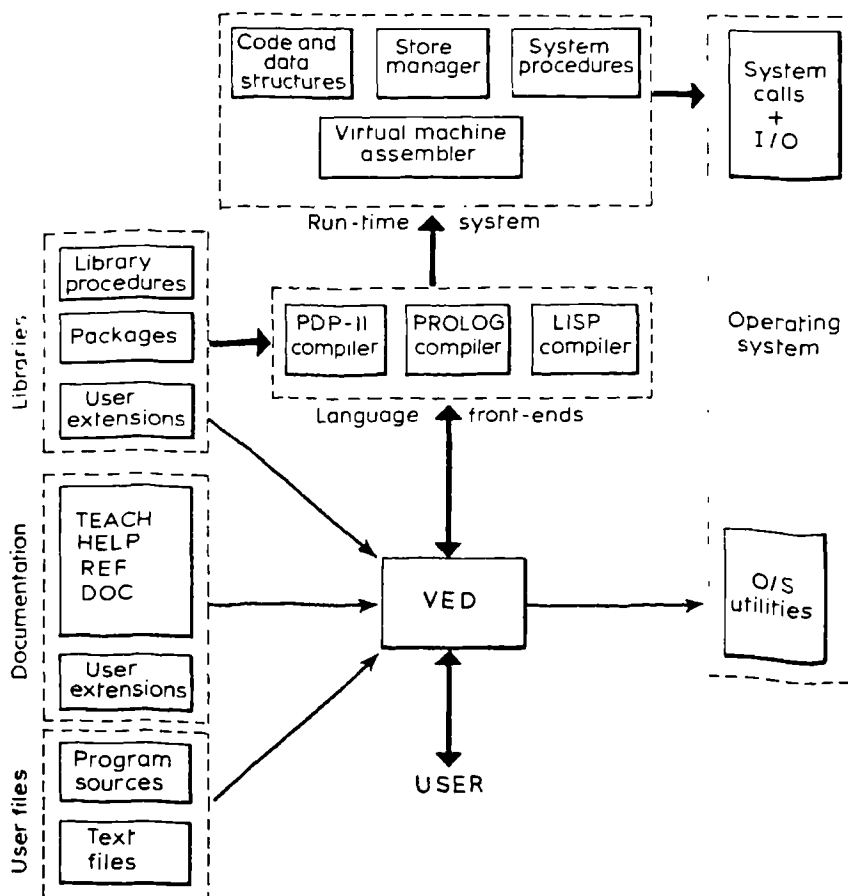 Code and
data
structures
Store
manager
System
procedures
Virtual machine
assembler
Run-time system
System
calls
+
I/O
Operating
system
O/S
utilities
Libraries
Library
procedures
Packages
User
extensions
PDP-11
compiler
PROLOG
compiler
LISP
compiler
Language front-ends
Documentation
TEACH
HELP
REF
DOC
User
extensions
VED
User files
Program
sources
Text
files
USER